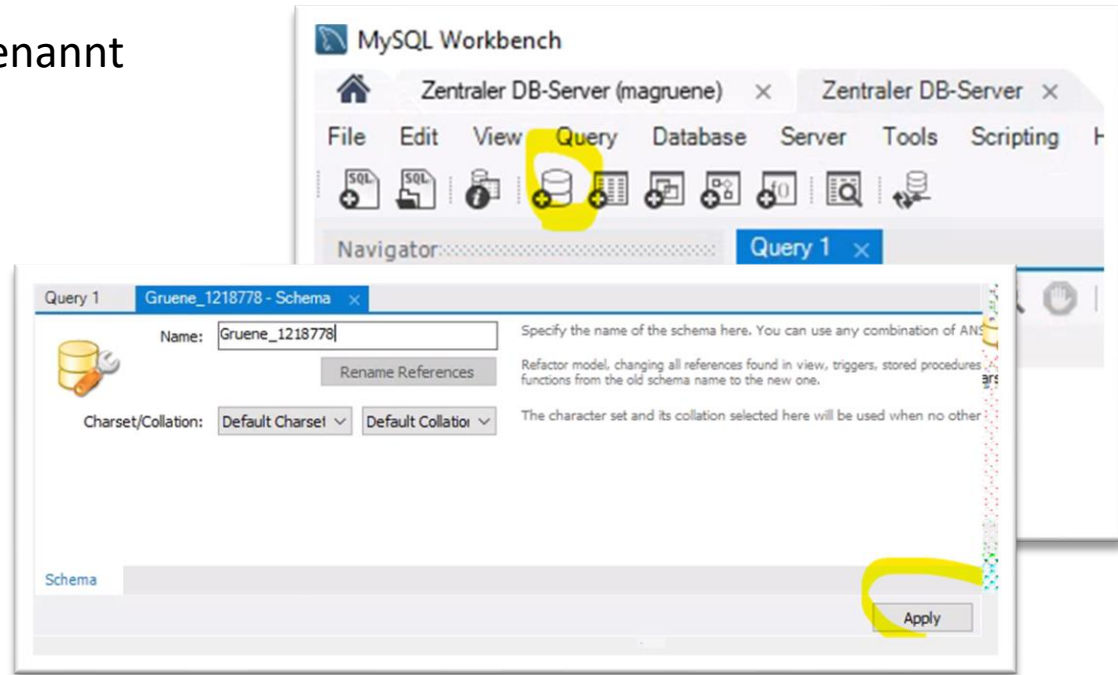 enannt
MySQL Workbench
Zentraler DB-Server (magruene) × Zentraler DB-Server ×
File Edit View Query Database Server Tools Scripting H
SQL SQL
Navigator Query 1 ×
Query 1 Gruene_1218778 - Schema ×
Name: Gruene_1218778 Specify the name of the schema here. You can use any combination of ANS
Rename References Refactor model, changing all references found in view, triggers, stored procedures
functions from the old schema name to the new one.
Charset/Collation: Default Charset Default Collation The character set and its collation selected here will be used when no other
Schema
Apply